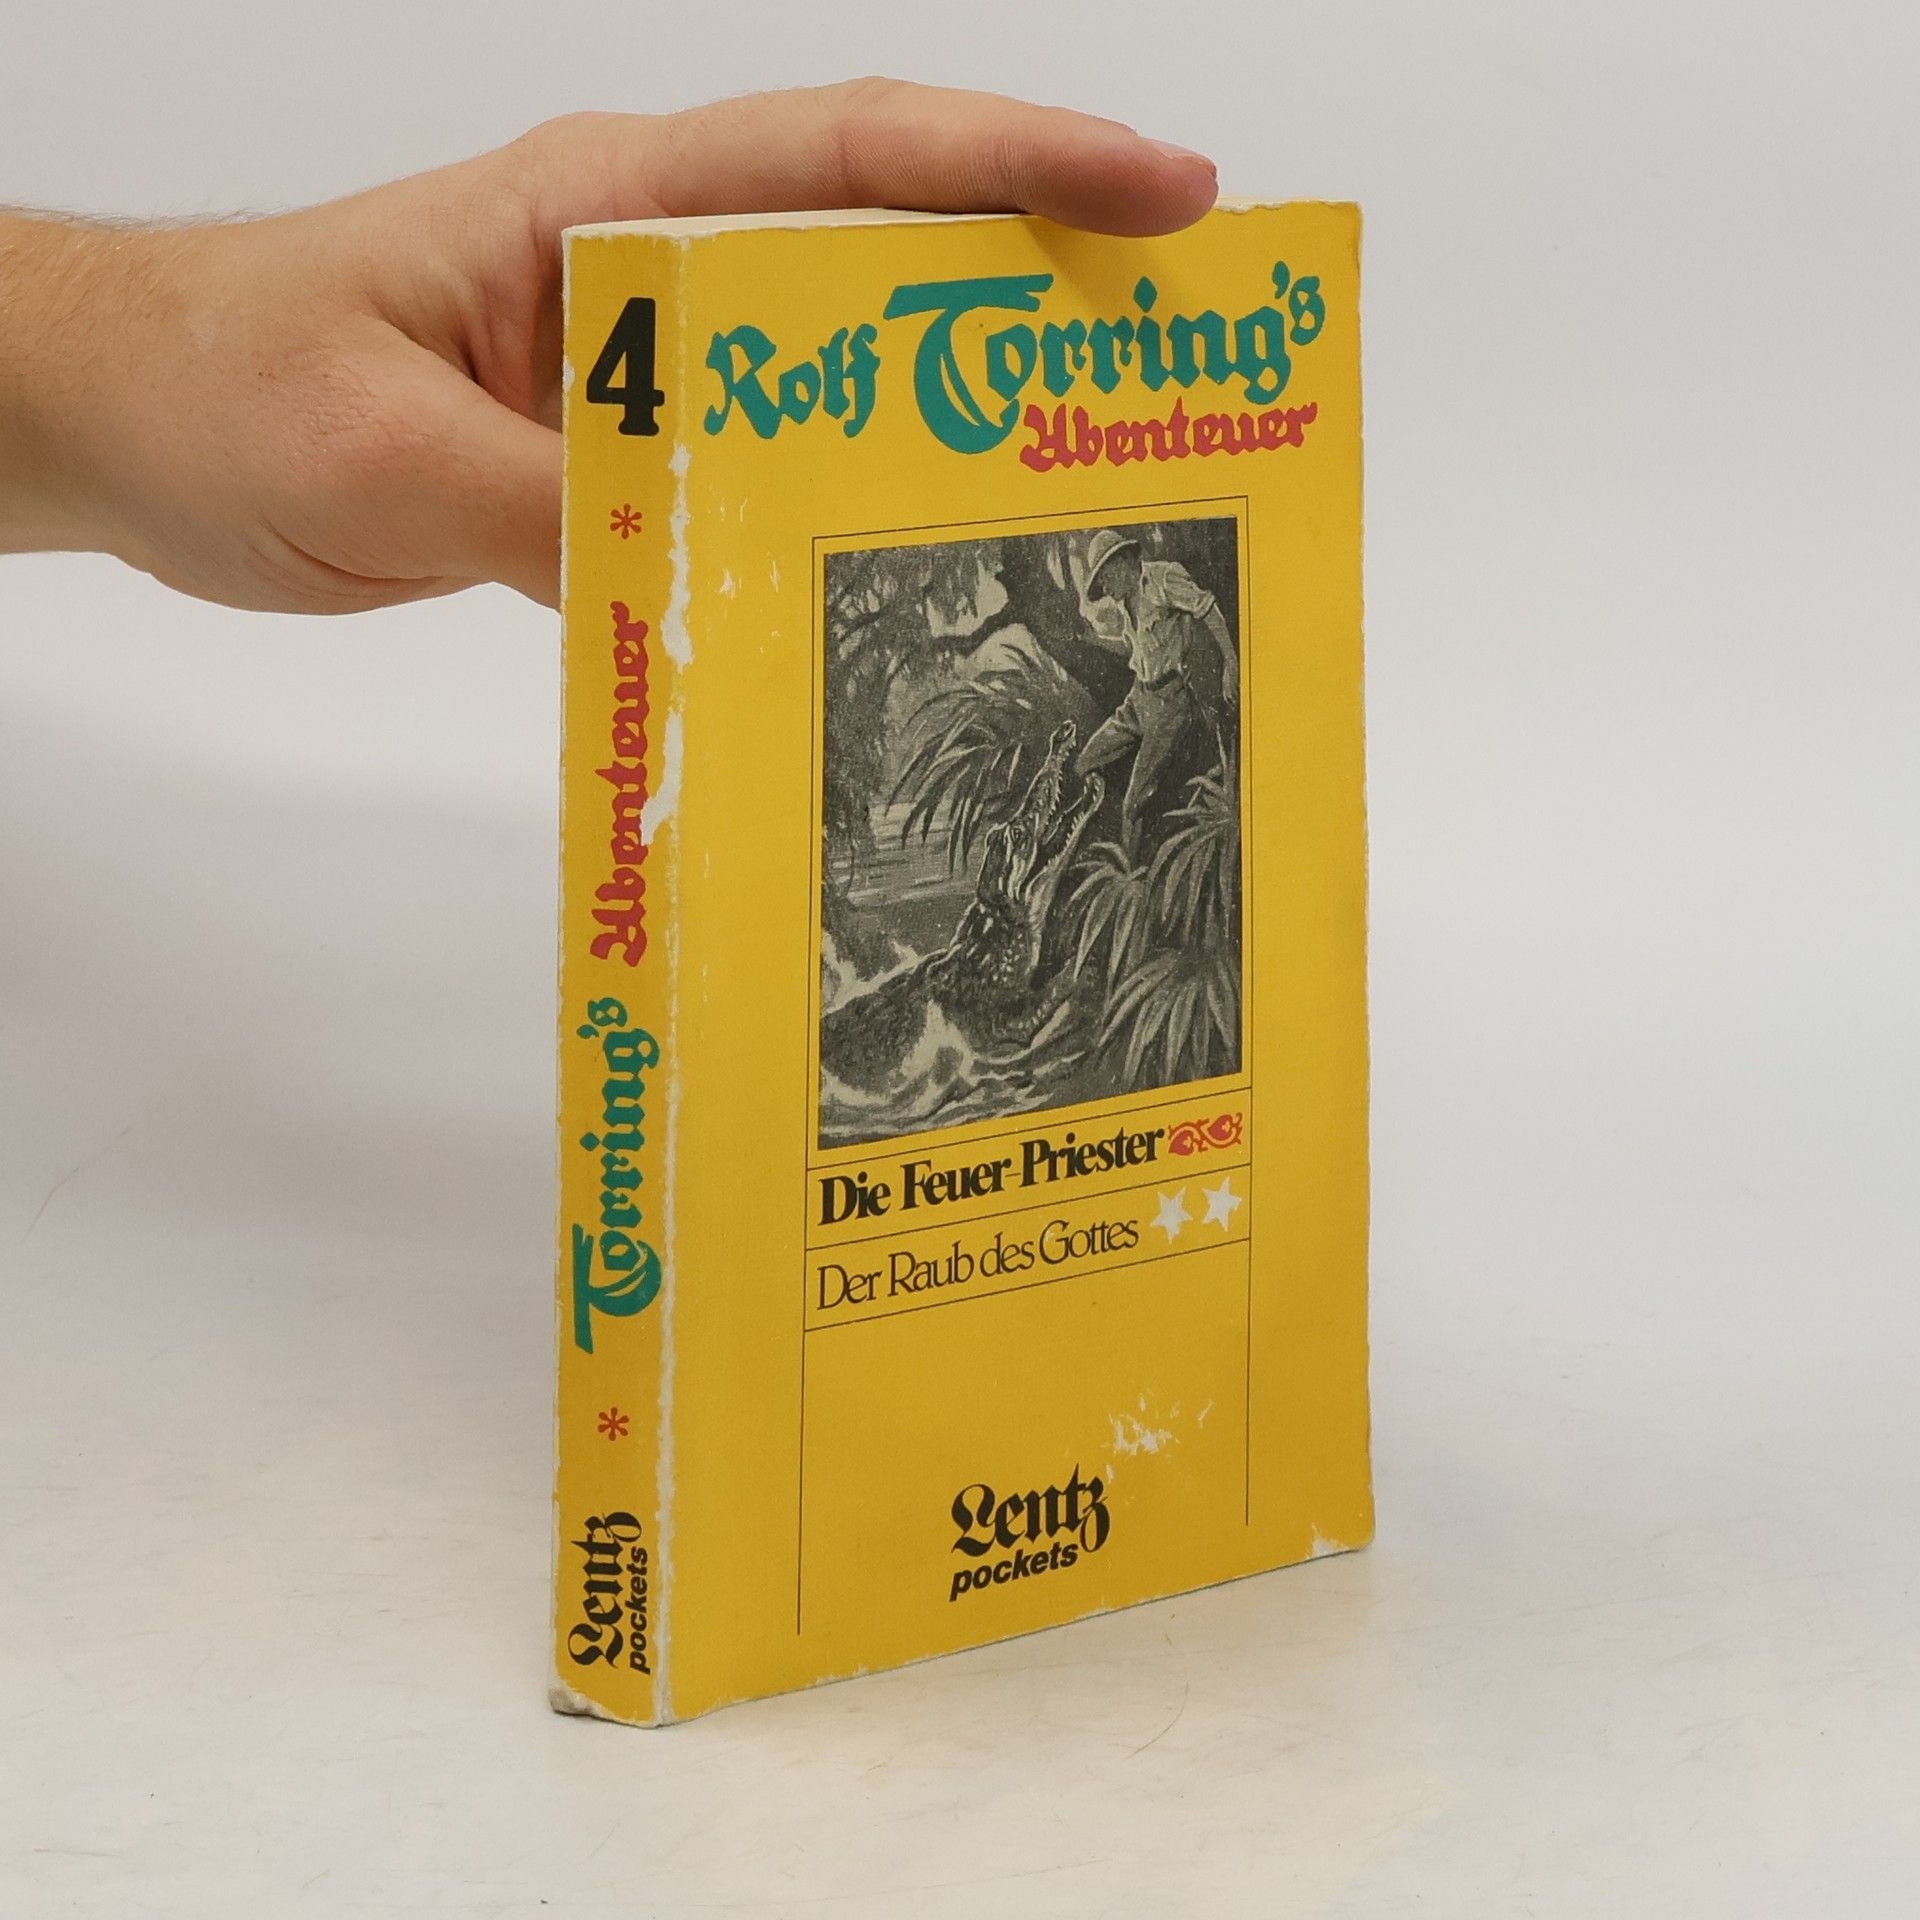 4
*
Torring's Abenteuer
*
Lentz
pockets
Rolf Torring's
Abenteuer
Die Feuer-Priester
Der Raub des Gottes
Lentz
pockets